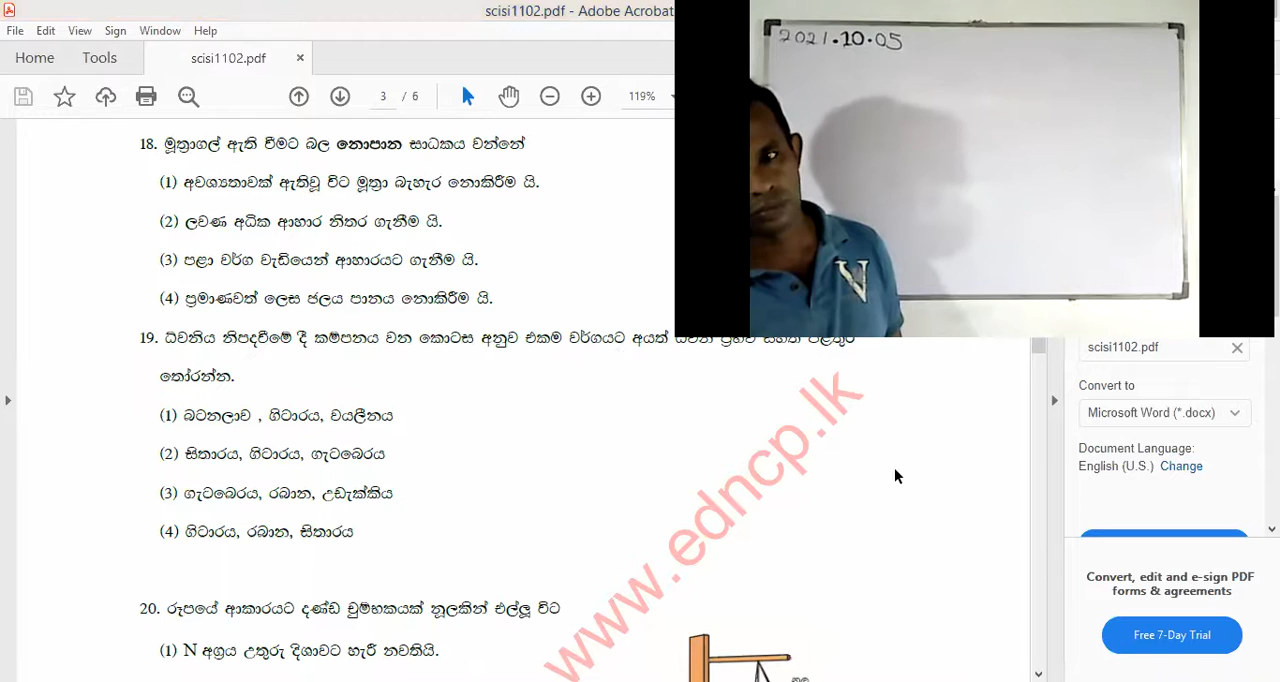 scisi1102.pdf - Adobe Acrobat
File Edit View Sign Window Help
Home Tools scisi1102.pdf ×
3 / 6 119%
2021.10.05
18. මූත්‍රාගල් ඇති වීමට බල නොපාන සාධකය වන්නේ
(1) අවශ්‍යතාවක් ඇතිවූ විට මූත්‍රා බැහැර නොකිරීම යි.
(2) ලවණ අධික ආහාර නිතර ගැනීම යි.
(3) පළා වර්ග වැඩියෙන් ආහාරයට ගැනීම යි.
(4) ප්‍රමාණවත් ලෙස ජලය පානය නොකිරීම යි.
19. ධ්වනිය නිපදවීමේ දී කම්පනය වන කොටස අනුව එකම වර්ගයට අයත්
තෝරන්න.
(1) බටනලාව , ගිටාරය, වයලීනය
(2) සිතාරය, ගිටාරය, ගැටබෙරය
(3) ගැටබෙරය, රබාන, උඩැක්කිය
(4) ගිටාරය, රබාන, සිතාරය
20. රූපයේ ආකාරයට දණ්ඩ චුම්භකයක් නූලකින් එල්ලූ විට
(1) N අග්‍රය උතුරු දිශාවට හැරී නවතියි.
www.edncp.lk
V
scisi1102.pdf ×
Convert to
Microsoft Word (*.docx)
Document Language:
English (U.S.) Change
Convert, edit and e-sign PDF
forms & agreements
Free 7-Day Trial